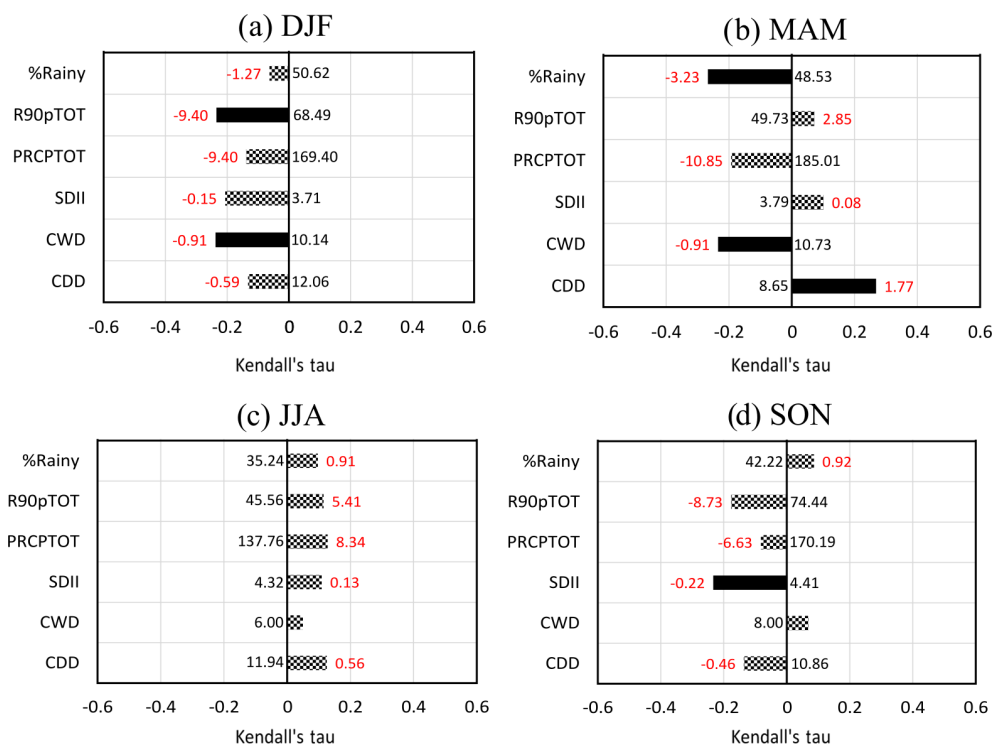 (a) DJF
%Rainy -1.27 50.62
R90pTOT -9.40 68.49
PRCPTOT -9.40 169.40
SDII -0.15 3.71
CWD -0.91 10.14
CDD -0.59 12.06
-0.6 -0.4 -0.2 0 0.2 0.4 0.6
Kendall's tau
(b) MAM
%Rainy -3.23 48.53
R90pTOT 49.73 2.85
PRCPTOT -10.85 185.01
SDII 3.79 0.08
CWD -0.91 10.73
CDD 8.65 1.77
-0.6 -0.4 -0.2 0 0.2 0.4 0.6
Kendall's tau
(c) JJA
%Rainy 35.24 0.91
R90pTOT 45.56 5.41
PRCPTOT 137.76 8.34
SDII 4.32 0.13
CWD 6.00
CDD 11.94 0.56
-0.6 -0.4 -0.2 0 0.2 0.4 0.6
Kendall's tau
(d) SON
%Rainy 42.22 0.92
R90pTOT -8.73 74.44
PRCPTOT -6.63 170.19
SDII -0.22 4.41
CWD 8.00
CDD -0.46 10.86
-0.6 -0.4 -0.2 0 0.2 0.4 0.6
Kendall's tau